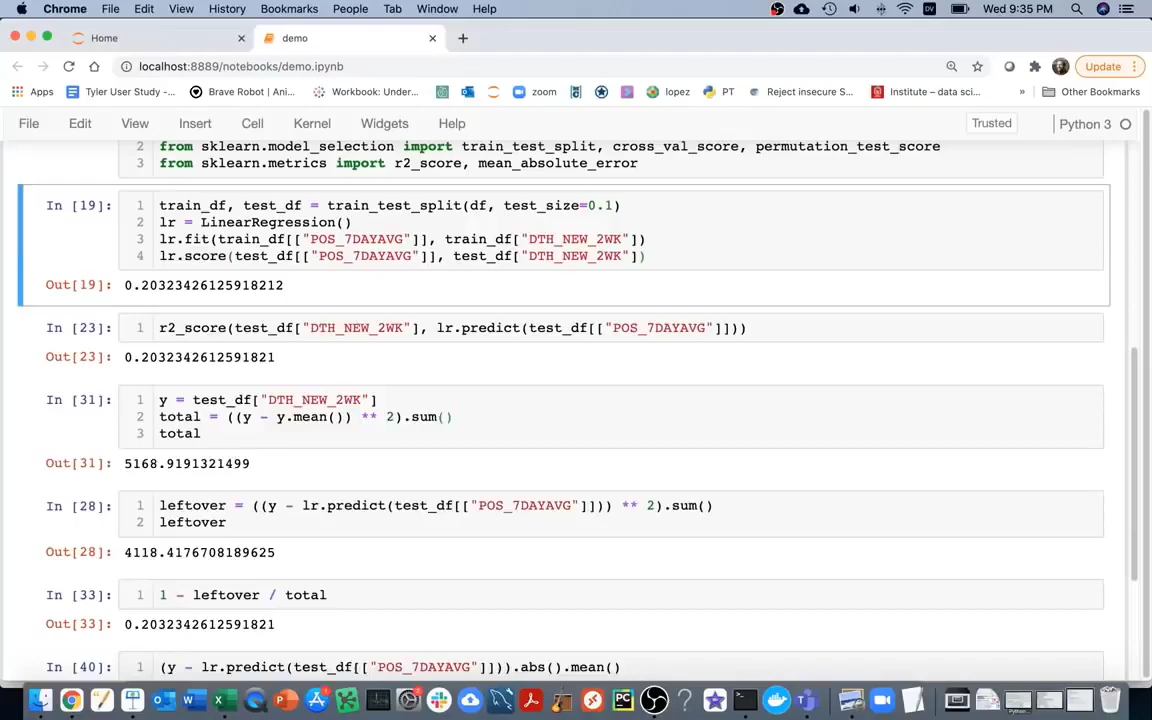 Chrome File Edit View History Bookmarks People Tab Window Help DV Wed 9:35 PM
Home demo
localhost:8889/notebooks/demo.ipynb Update
Apps Tyler User Study -... Brave Robot | Ani... Workbook: Under... zoom lopez PT Reject insecure S... Institute – data sci... » Other Bookmarks
File Edit View Insert Cell Kernel Widgets Help Trusted Python 3
2 from sklearn.model_selection import train_test_split, cross_val_score, permutation_test_score
3 from sklearn.metrics import r2_score, mean_absolute_error
In [19]: 1 train_df, test_df = train_test_split(df, test_size=0.1)
2 lr = LinearRegression()
3 lr.fit(train_df[["POS_7DAYAVG"]], train_df["DTH_NEW_2WK"])
4 lr.score(test_df[["POS_7DAYAVG"]], test_df["DTH_NEW_2WK"])
Out[19]: 0.20323426125918212
In [23]: 1 r2_score(test_df["DTH_NEW_2WK"], lr.predict(test_df[["POS_7DAYAVG"]]))
Out[23]: 0.2032342612591821
In [31]: 1 y = test_df["DTH_NEW_2WK"]
2 total = ((y - y.mean()) ** 2).sum()
3 total
Out[31]: 5168.9191321499
In [28]: 1 leftover = ((y - lr.predict(test_df[["POS_7DAYAVG"]])) ** 2).sum()
2 leftover
Out[28]: 4118.4176708189625
In [33]: 1 1 - leftover / total
Out[33]: 0.2032342612591821
In [40]: 1 (y - lr.predict(test_df[["POS_7DAYAVG"]])).abs().mean()